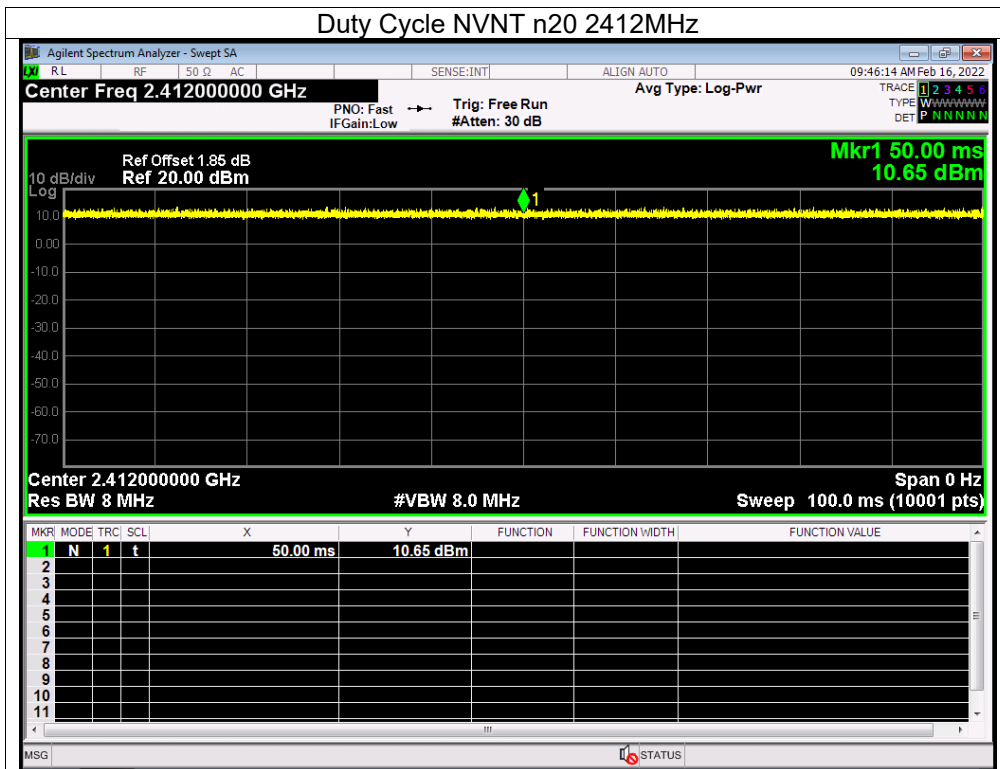 Duty Cycle NVNT n20 2412MHz
Agilent Spectrum Analyzer - Swept SA
LXI RL RF 50 Ω AC SENSE:INT ALIGN AUTO 09:46:14 AM Feb 16, 2022
Center Freq 2.412000000 GHz Avg Type: Log-Pwr TRACE 1 2 3 4 5 6
PNO: Fast Trig: Free Run TYPE WWWWWW
IFGain:Low #Atten: 30 dB DET P N N N N N
Mkr1 50.00 ms
Ref Offset 1.85 dB
10 dB/div Ref 20.00 dBm 10.65 dBm
Log
1
10.0
0.00
-10.0
-20.0
-30.0
-40.0
-50.0
-60.0
-70.0
Center 2.412000000 GHz Span 0 Hz
Res BW 8 MHz #VBW 8.0 MHz Sweep 100.0 ms (10001 pts)
MKR MODE TRC SCL X Y FUNCTION FUNCTION WIDTH FUNCTION VALUE
1 N 1 t 50.00 ms 10.65 dBm
2
3
4
5
6
7
8
9
10
11
MSG STATUS